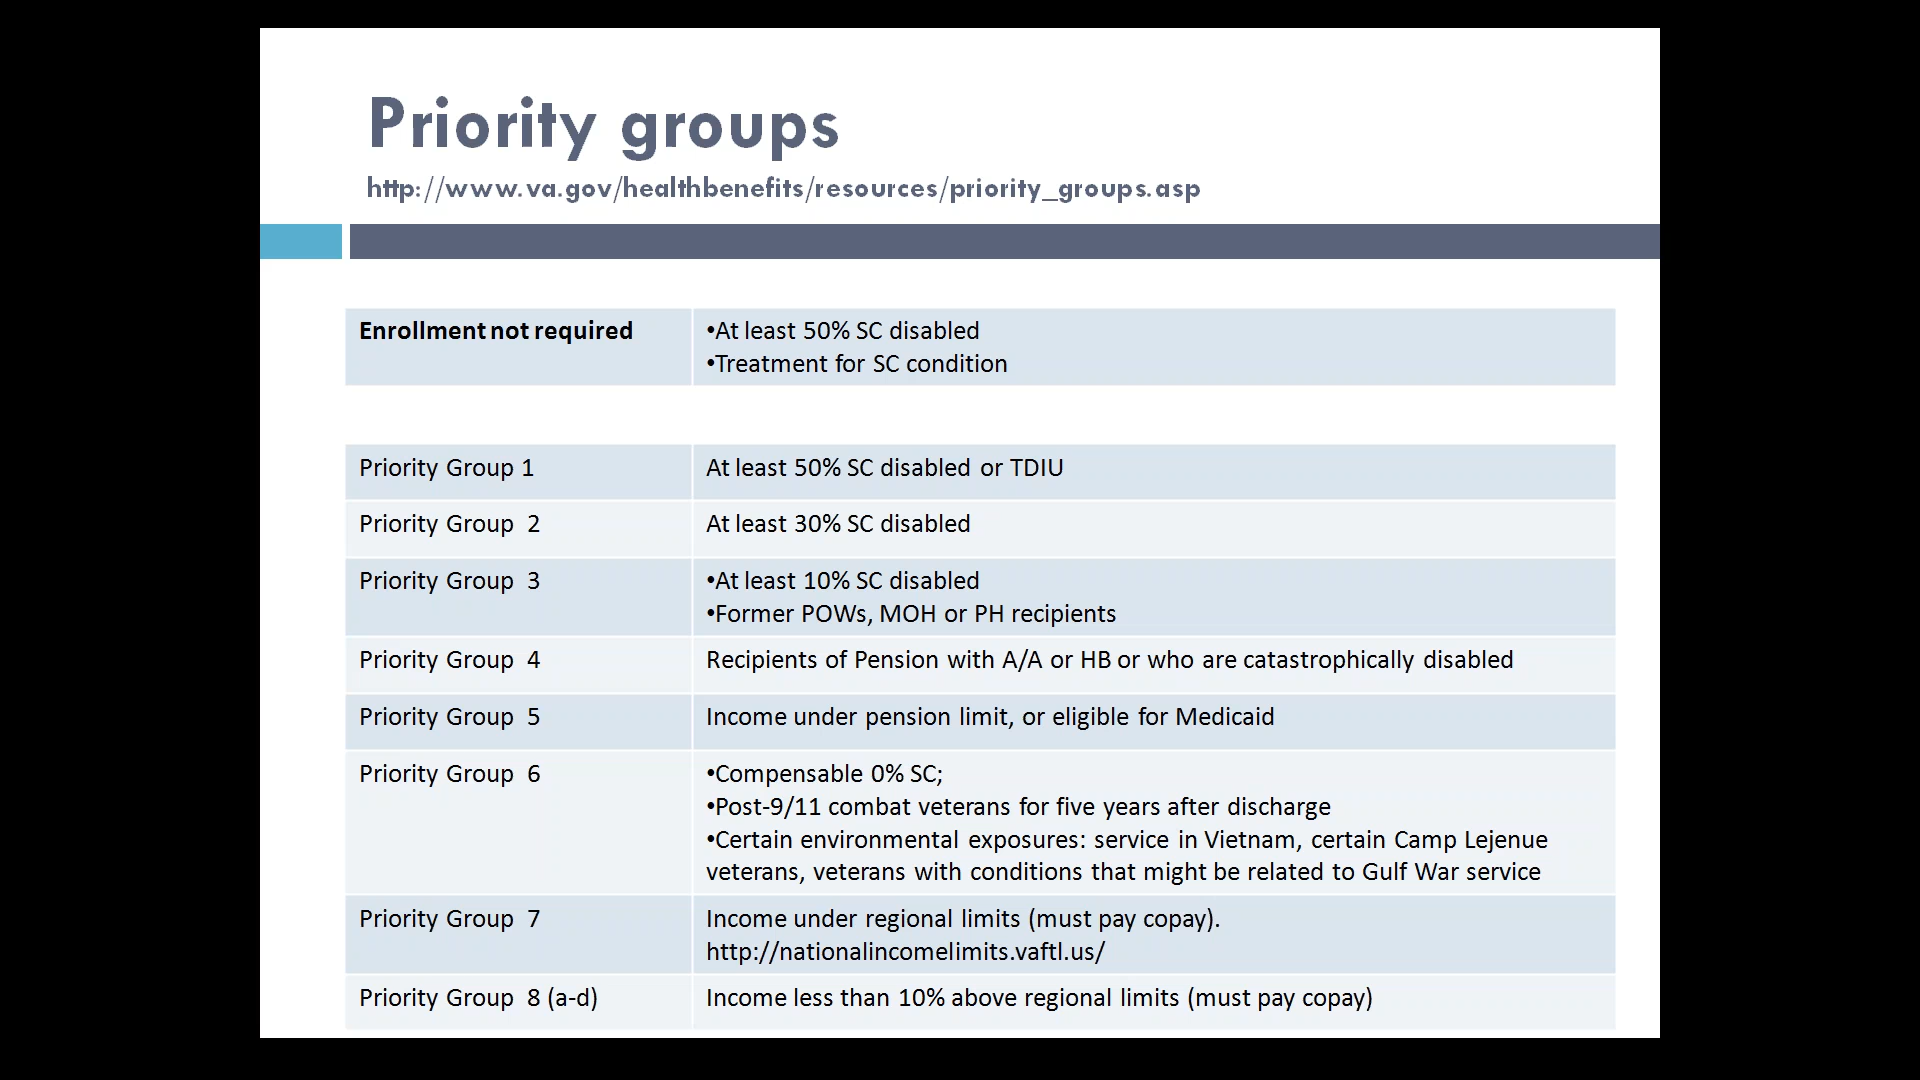 Priority groups
http://www.va.gov/healthbenefits/resources/priority_groups.asp
Enrollment not required
•At least 50% SC disabled
•Treatment for SC condition
Priority Group 1
At least 50% SC disabled or TDIU
Priority Group 2
At least 30% SC disabled
Priority Group 3
•At least 10% SC disabled
•Former POWs, MOH or PH recipients
Priority Group 4
Recipients of Pension with A/A or HB or who are catastrophically disabled
Priority Group 5
Income under pension limit, or eligible for Medicaid
Priority Group 6
•Compensable 0% SC;
•Post-9/11 combat veterans for five years after discharge
•Certain environmental exposures: service in Vietnam, certain Camp Lejenue
veterans, veterans with conditions that might be related to Gulf War service
Priority Group 7
Income under regional limits (must pay copay).
http://nationalincomelimits.vaftl.us/
Priority Group 8 (a-d)
Income less than 10% above regional limits (must pay copay)